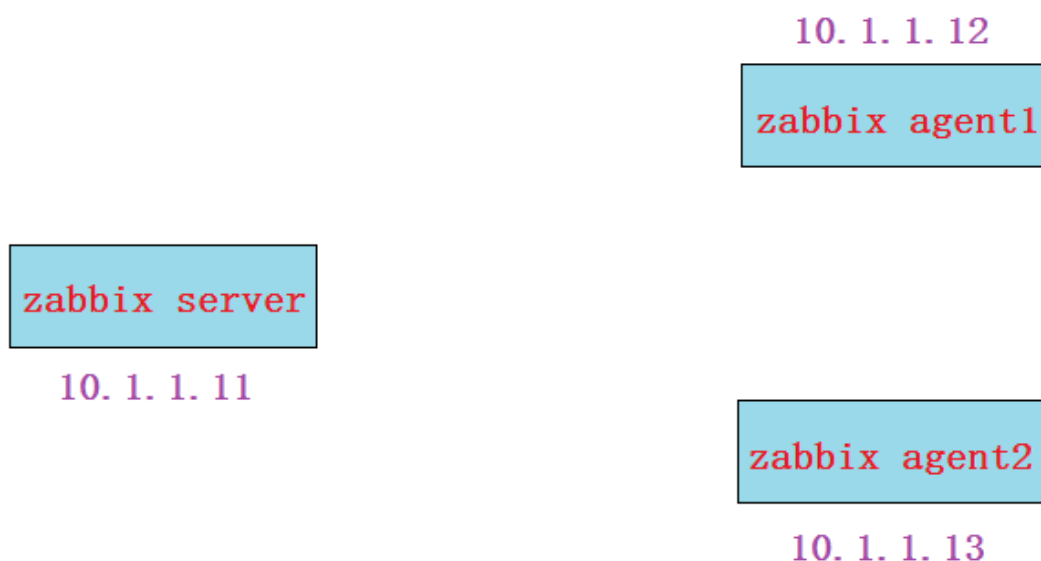 10.1.1.12
zabbix agent1
zabbix server
10.1.1.11
zabbix agent2
10.1.1.13